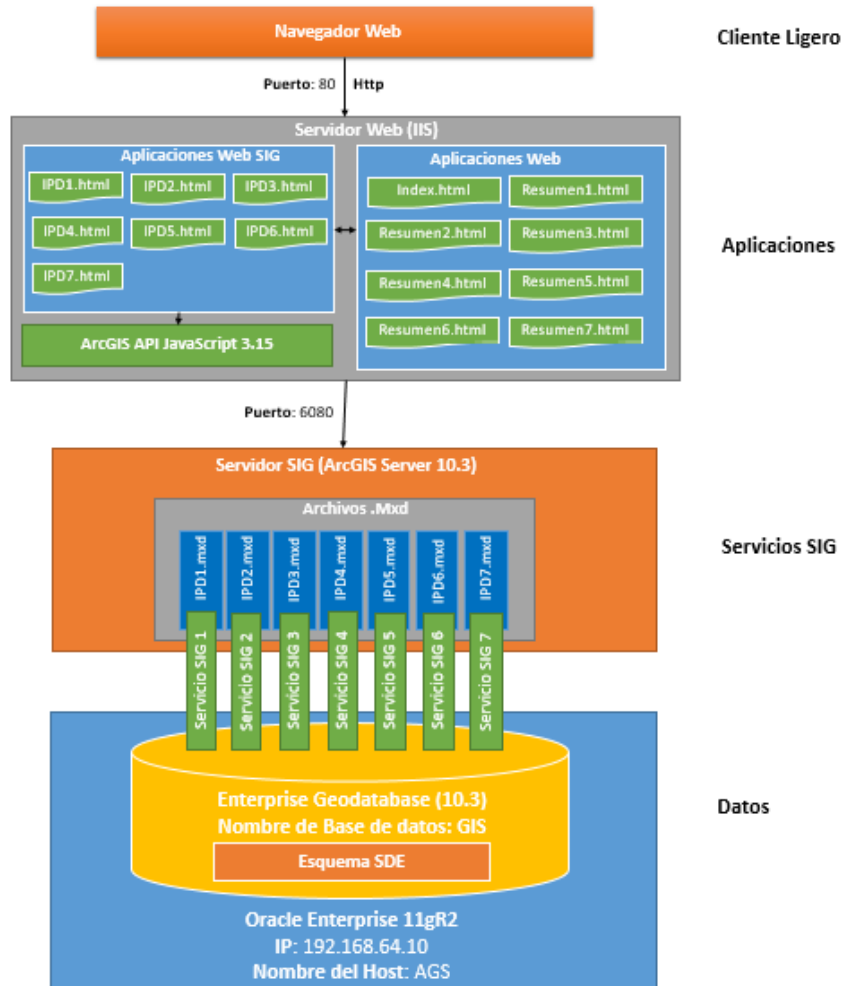 Navegador Web
Cliente Ligero
Puerto: 80
Http
Servidor Web (IIS)
Aplicaciones Web SIG
IPD1.html
IPD2.html
IPD3.html
IPD4.html
IPD5.html
IPD6.html
IPD7.html
ArcGIS API JavaScript 3.15
Aplicaciones Web
Index.html
Resumen1.html
Resumen2.html
Resumen3.html
Resumen4.html
Resumen5.html
Resumen6.html
Resumen7.html
Aplicaciones
Puerto: 6080
Servidor SIG (ArcGIS Server 10.3)
Archivos .Mxd
IPD1.mxd
IPD2.mxd
IPD3.mxd
IPD4.mxd
IPD5.mxd
IPD6.mxd
IPD7.mxd
Servicios SIG
Servicio SIG 1
Servicio SIG 2
Servicio SIG 3
Servicio SIG 4
Servicio SIG 5
Servicio SIG 6
Servicio SIG 7
Enterprise Geodatabase (10.3)
Nombre de Base de datos: GIS
Esquema SDE
Datos
Oracle Enterprise 11gR2
IP: 192.168.64.10
Nombre del Host: AGS